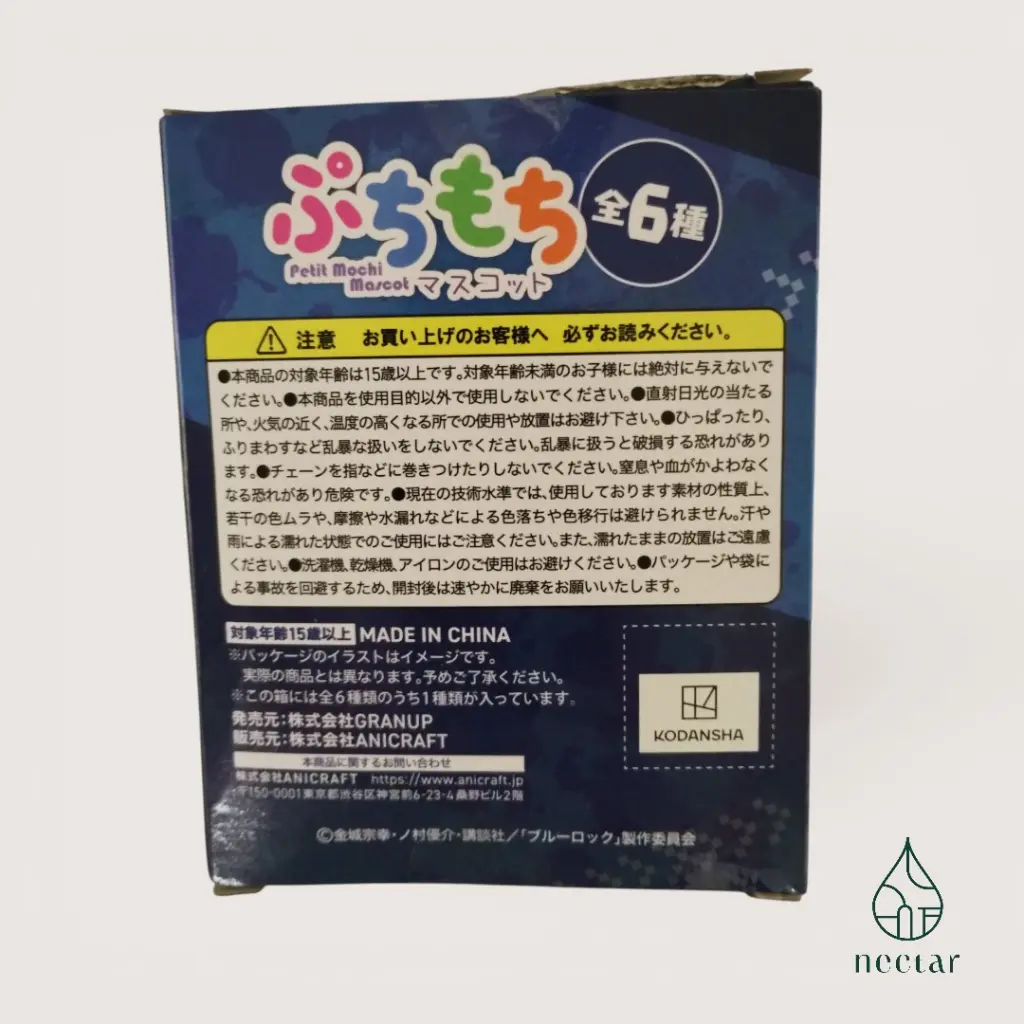 ぷちもち
全6種
Petit Mochi
Mascot マスコット
⚠ 注意 お買い上げのお客様へ 必ずお読みください。
●本商品の対象年齢は15歳以上です。対象年齢未満のお子様には絶対に与えないで
ください。●本商品を使用目的以外で使用しないでください。●直射日光の当たる
所や、火気の近く、温度の高くなる所での使用や放置はお避け下さい。●ひっぱったり、
ふりまわすなど乱暴な扱いをしないでください。乱暴に扱うと破損する恐れがあり
ます。●チェーンを指などに巻きつけたりしないでください。窒息や血がかよわなく
なる恐れがあり危険です。●現在の技術水準では、使用しております素材の性質上、
若干の色ムラや、摩擦や水漏れなどによる色落ちや色移行は避けられません。汗や
雨による濡れた状態でのご使用にはご注意ください。また、濡れたままの放置はご遠慮
ください。●洗濯機、乾燥機、アイロンのご使用はお避けください。●パッケージや袋に
よる事故を回避するため、開封後は速やかに廃棄をお願いいたします。
対象年齢15歳以上 MADE IN CHINA
※パッケージのイラストはイメージです。
実際の商品とは異なります。予めご了承ください。
※この箱には全6種類のうち1種類が入っています。
発売元:株式会社GRANUP
販売元:株式会社ANICRAFT
本商品に関するお問い合わせ
株式会社ANICRAFT https://www.anicraft.jp
〒150-0001東京都渋谷区神宮前6-23-4桑野ビル2階
KODANSHA
©金城宗幸・ノ村優介・講談社/「ブルーロック」製作委員会
nectar